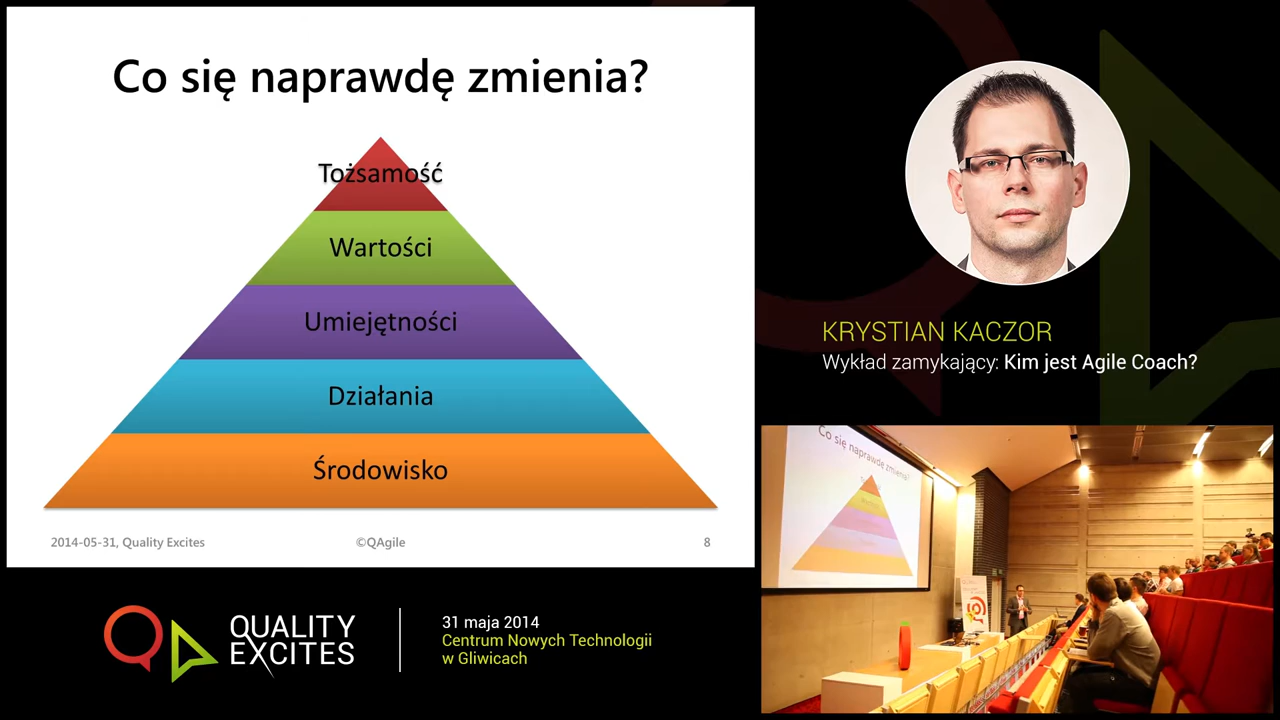 Co się naprawdę zmienia?
Tożsamość
Wartości
Umiejętności
Działania
Środowisko
2014-05-31, Quality Excites
©QAgile
8
KRYSTIAN KACZOR
Wykład zamykający: Kim jest Agile Coach?
Co się naprawdę zmienia?
QUALITY
EXCITES
31 maja 2014
Centrum Nowych Technologii
w Gliwicach